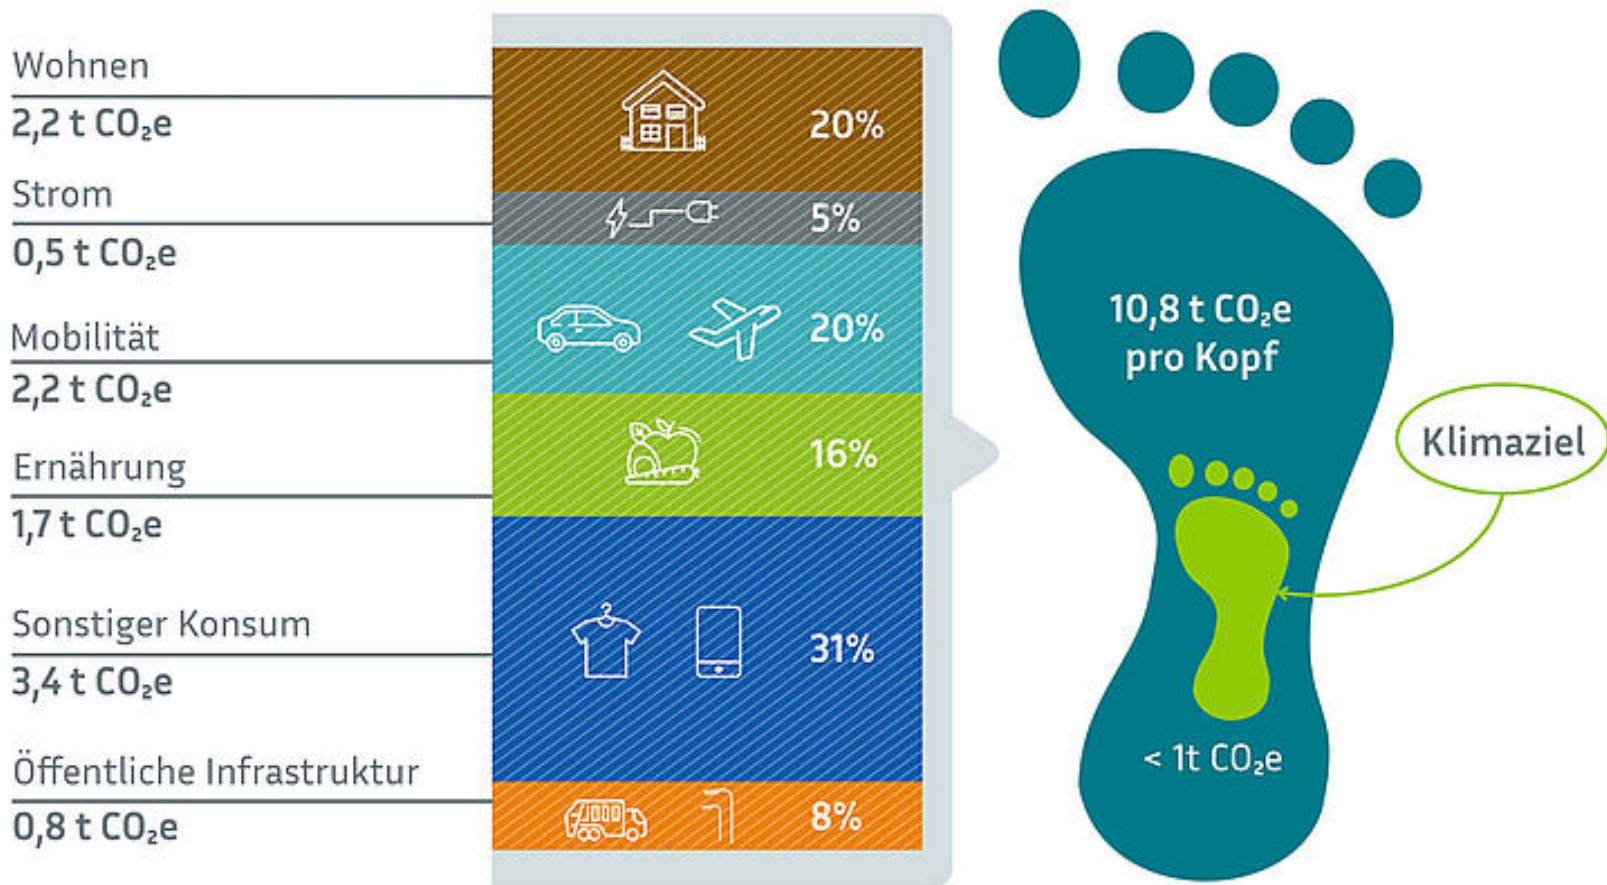 Wohnen
2,2 t CO₂e
20%
Strom
0,5 t CO₂e
5%
Mobilität
2,2 t CO₂e
20%
Ernährung
1,7 t CO₂e
16%
Sonstiger Konsum
3,4 t CO₂e
31%
Öffentliche Infrastruktur
0,8 t CO₂e
8%
10,8 t CO₂e
pro Kopf
Klimaziel
< 1t CO₂e